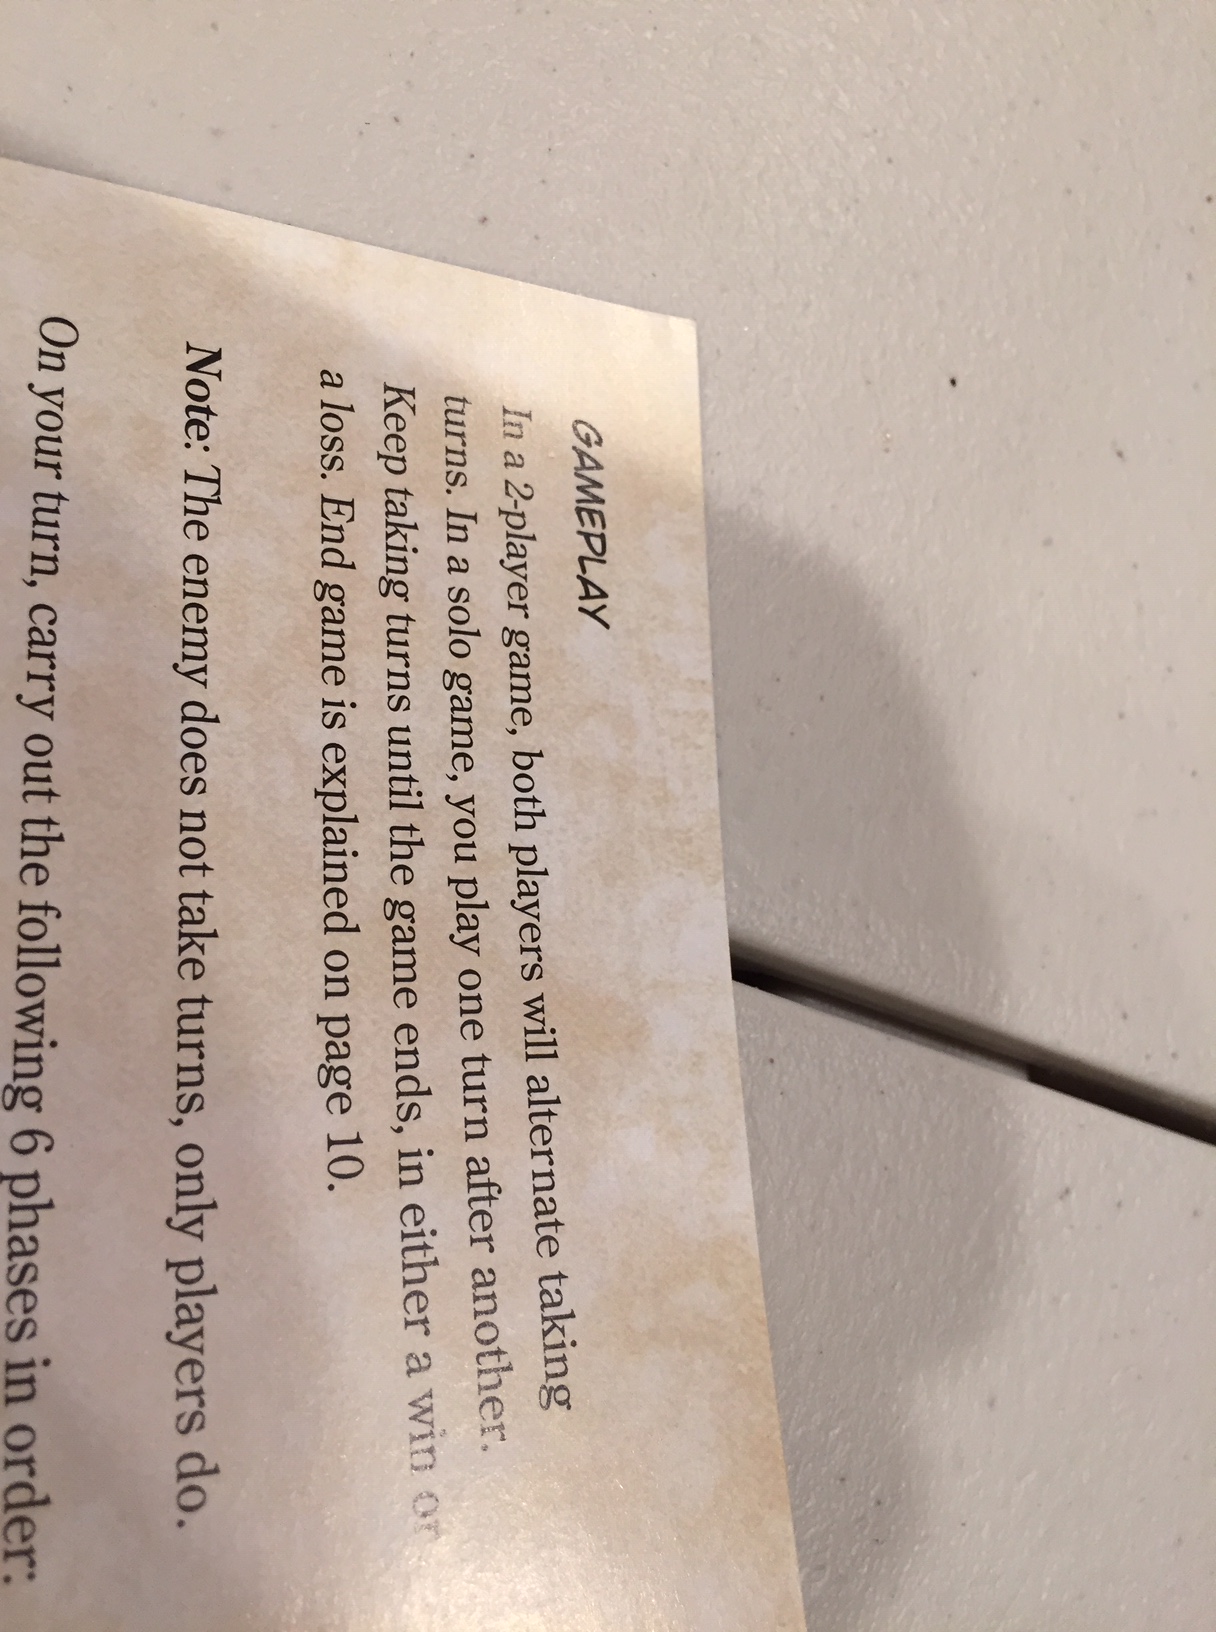 GAMEPLAY
In a 2-player game, both players will alternate taking
turns. In a solo game, you play one turn after another.
Keep taking turns until the game ends, in either a win or
a loss. End game is explained on page 10.
Note: The enemy does not take turns, only players do.
On your turn, carry out the following 6 phases in order: